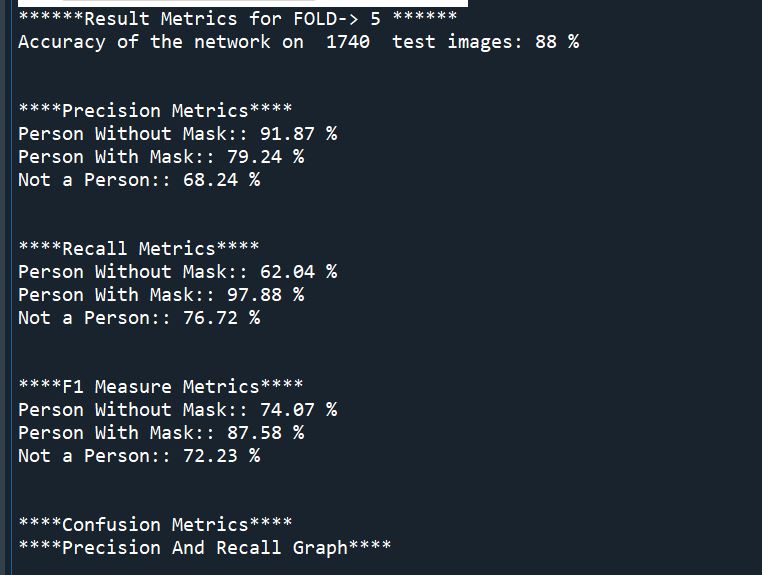 ******Result Metrics for FOLD-> 5 ******
Accuracy of the network on  1740  test images: 88 %
****Precision Metrics****
Person Without Mask:: 91.87 %
Person With Mask:: 79.24 %
Not a Person:: 68.24 %
****Recall Metrics****
Person Without Mask:: 62.04 %
Person With Mask:: 97.88 %
Not a Person:: 76.72 %
****F1 Measure Metrics****
Person Without Mask:: 74.07 %
Person With Mask:: 87.58 %
Not a Person:: 72.23 %
****Confusion Metrics****
****Precision And Recall Graph****